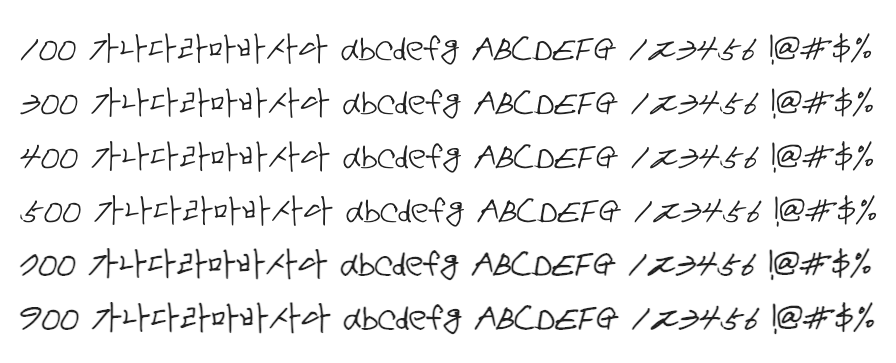 100 가나다라마바사아 abcdefg ABCDEFG 123456 !@#$%
300 가나다라마바사아 abcdefg ABCDEFG 123456 !@#$%
400 가나다라마바사아 abcdefg ABCDEFG 123456 !@#$%
500 가나다라마바사아 abcdefg ABCDEFG 123456 !@#$%
700 가나다라마바사아 abcdefg ABCDEFG 123456 !@#$%
900 가나다라마바사아 abcdefg ABCDEFG 123456 !@#$%